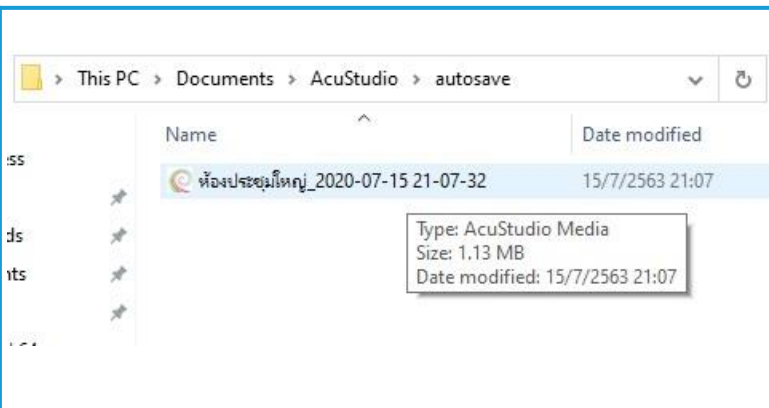 This PC > Documents > AcuStudio > autosave
Name Date modified
ess
ห้องประชุมใหญ่_2020-07-15 21-07-32 15/7/2563 21:07
ds
Type: AcuStudio Media
Size: 1.13 MB
nts
Date modified: 15/7/2563 21:07